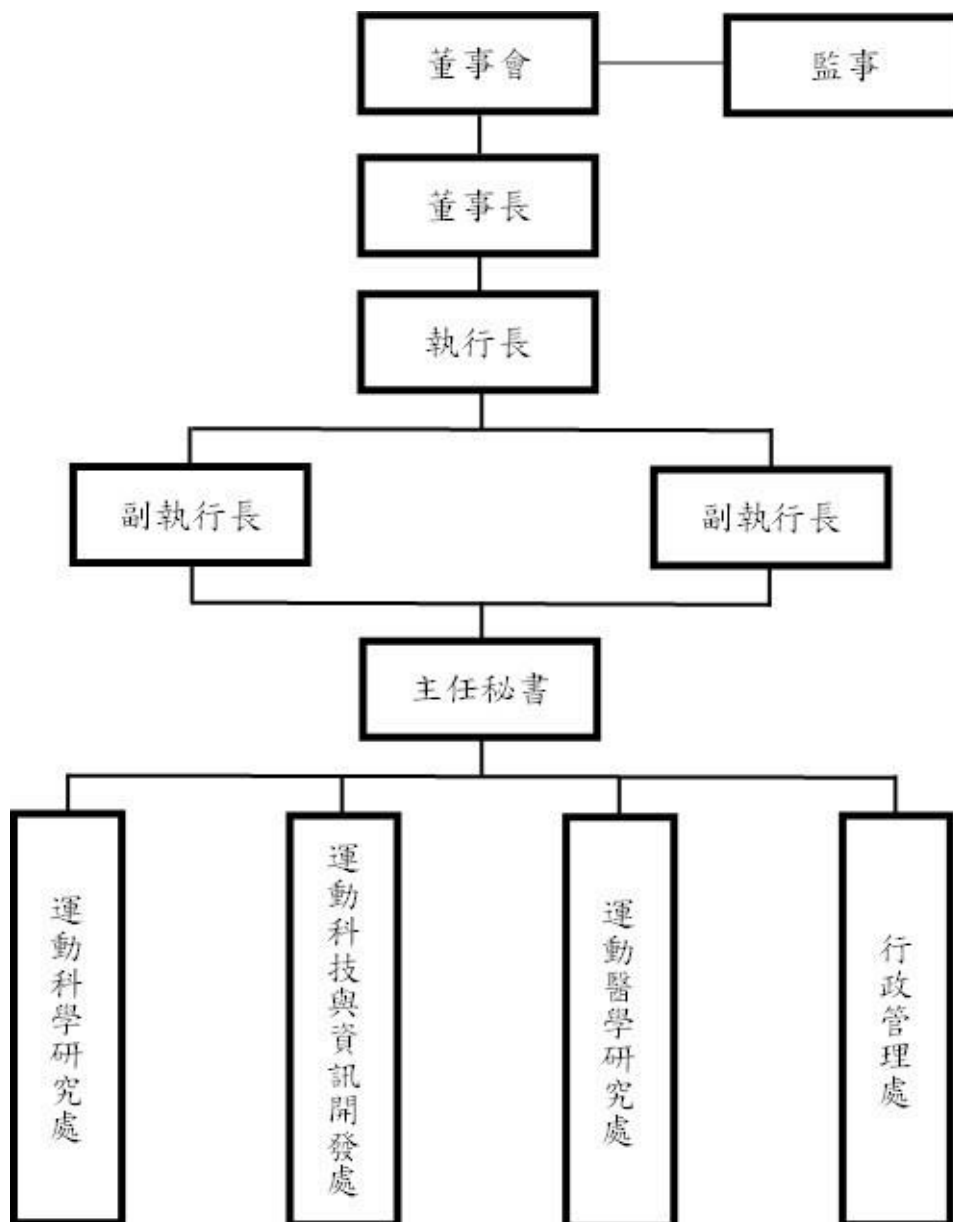 董事會
監事
董事長
執行長
副執行長
副執行長
主任秘書
運動科學研究處
運動科技與資訊開發處
運動醫學研究處
行政管理處